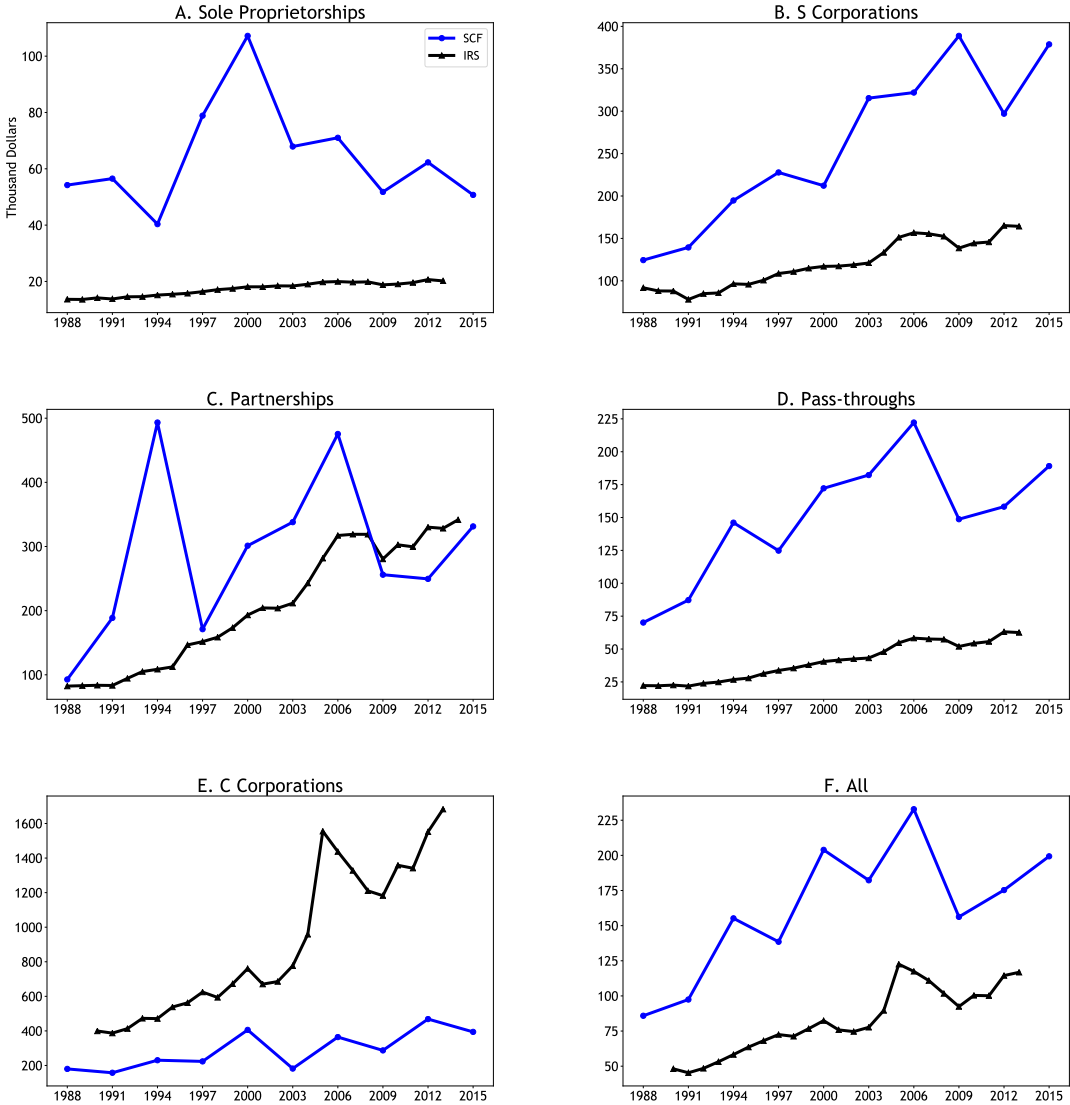 A. Sole Proprietorships
Thousand Dollars
100
80
60
40
20
SCF
IRS
1988 1991 1994 1997 2000 2003 2006 2009 2012 2015
B. S Corporations
400
350
300
250
200
150
100
1988 1991 1994 1997 2000 2003 2006 2009 2012 2015
C. Partnerships
500
400
300
200
100
1988 1991 1994 1997 2000 2003 2006 2009 2012 2015
D. Pass-throughs
225
200
175
150
125
100
75
50
25
1988 1991 1994 1997 2000 2003 2006 2009 2012 2015
E. C Corporations
1600
1400
1200
1000
800
600
400
200
1988 1991 1994 1997 2000 2003 2006 2009 2012 2015
F. All
225
200
175
150
125
100
75
50
1988 1991 1994 1997 2000 2003 2006 2009 2012 2015